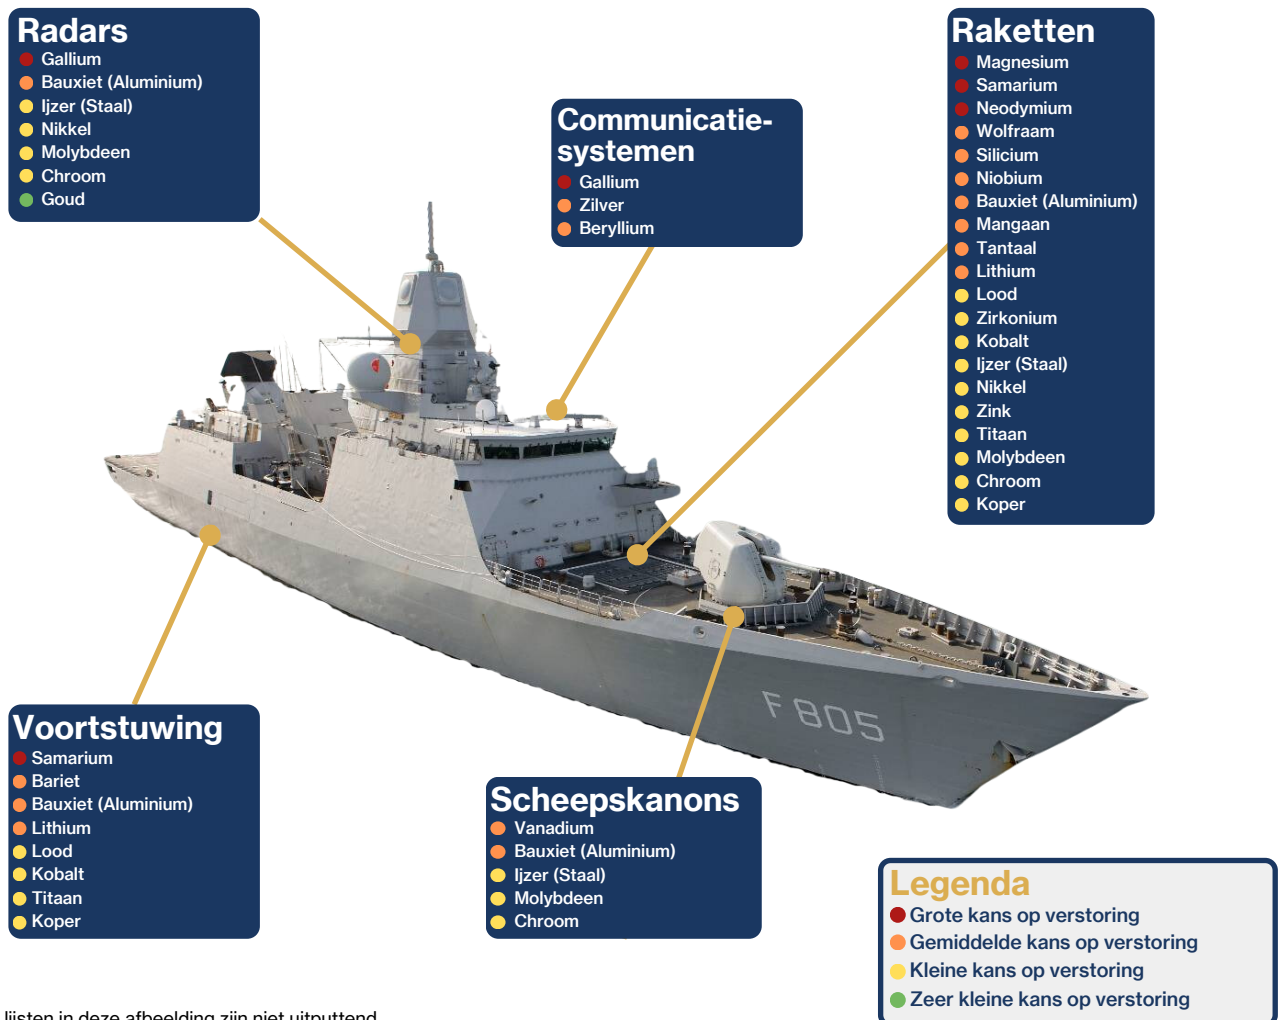 Radars
Gallium
Bauxiet (Aluminium)
Ijzer (Staal)
Nikkel
Molybdeen
Chroom
Goud
Communicatie-
systemen
Gallium
Zilver
Beryllium
Raketten
Magnesium
Samarium
Neodymium
Wolfraam
Silicium
Niobium
Bauxiet (Aluminium)
Mangaan
Tantaal
Lithium
Lood
Zirkonium
Kobalt
Ijzer (Staal)
Nikkel
Zink
Titaan
Molybdeen
Chroom
Koper
F805
Voortstuwing
Samarium
Bariet
Bauxiet (Aluminium)
Lithium
Lood
Kobalt
Titaan
Koper
Scheepskanons
Vanadium
Bauxiet (Aluminium)
Ijzer (Staal)
Molybdeen
Chroom
Legenda
Grote kans op verstoring
Gemiddelde kans op verstoring
Kleine kans op verstoring
Zeer kleine kans op verstoring
lijsten in deze afbeelding zijn niet uitputtend